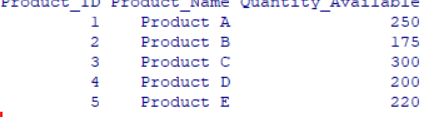 Product_ID Product_Name Quantity_Available
1 Product A 250
2 Product B 175
3 Product C 300
4 Product D 200
5 Product E 220